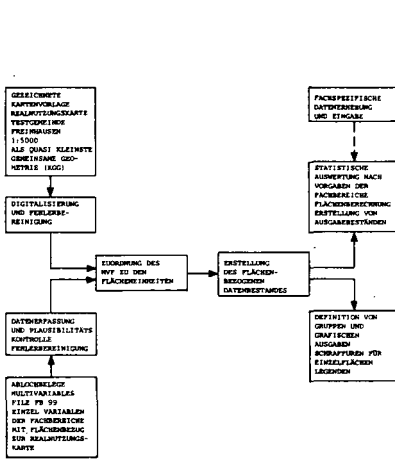 GEZEICHNETE
KARTENVORLAGE
REALNUTZUNGSKARTE
TESTGEMEINDE
FREINHAUSEN
1:5000
ALS QUASI KLEINSTE
GEMEINSAME GEO-
METRIE (KGG)
DIGITALISIERUNG
UND FEHLERBE-
REINIGUNG
ZUORDNUNG DES
MVF ZU DEN
FLÄCHENEINHEITEN
DATENERFASSUNG
UND PLAUSIBILITÄTS
KONTROLLE
FEHLERBEREINIGUNG
ABLOCHBELEGE
MULTIVARIABLES
FILE FB 99
EINZEL VARIABLEN
DER FACHBEREICHE
MIT FLÄCHENBEZUG
ZUR REALNUTZUNGS-
KARTE
ERSTELLUNG
DES FLÄCHEN-
BEZOGENEN
DATENBESTANDES
FACHSPEZIFISCHE
DATENERHEBUNG
UND EINGABE
STATISTISCHE
AUSWERTUNG NACH
VORGABEN DER
FACHBEREICHE
FLÄCHENBERECHNUNG
ERSTELLUNG VON
AUSGABEBESTÄNDEN
DEFINITION VON
GRUPPEN UND
GRAFISCHEN
AUSGABEN
SCHRAFFUREN FÜR
EINZELFLÄCHEN
LEGENDEN